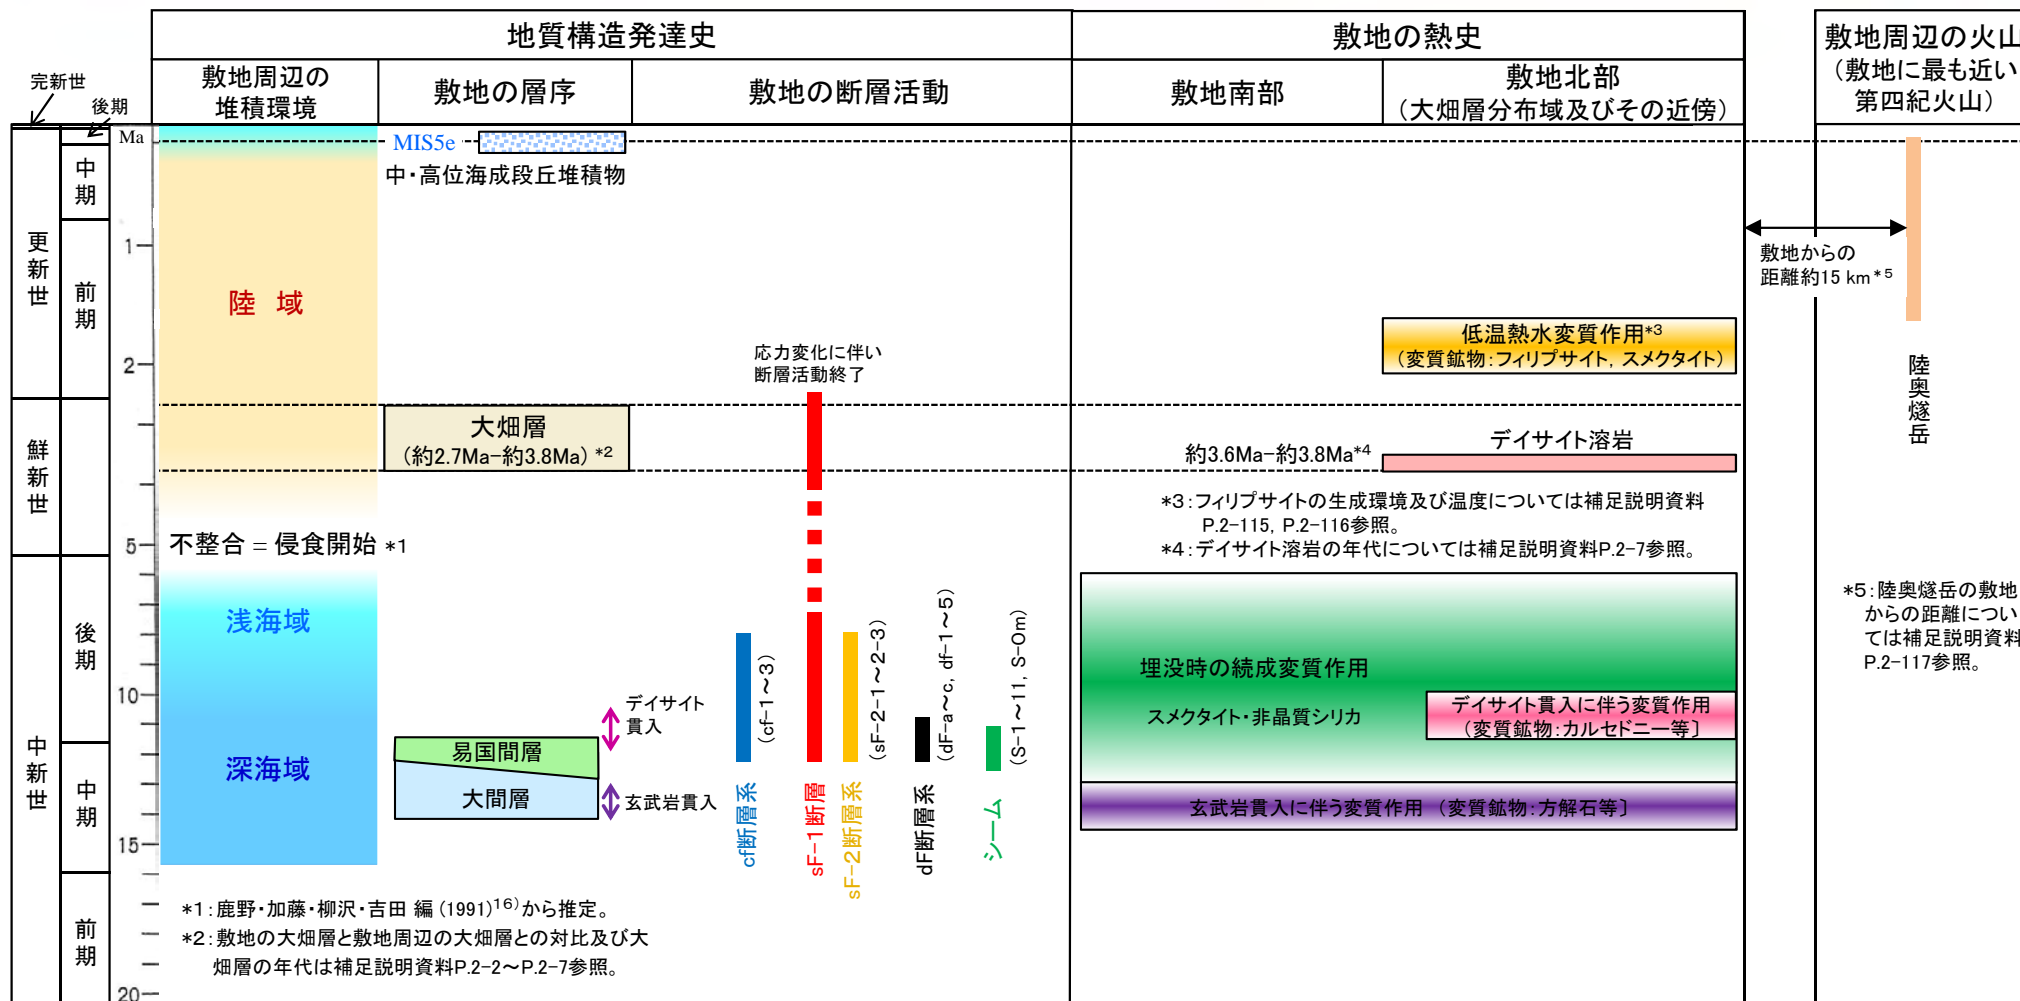 地質構造発達史
敷地の熱史
敷地周辺の火山
(敷地に最も近い
第四紀火山)
敷地周辺の
堆積環境
敷地の層序
敷地の断層活動
敷地南部
敷地北部
(大畑層分布域及びその近傍)
完新世
後期
中期
前期
更新世
鮮新世
後期
中期
前期
中新世
Ma
1
2
5
10
15
20
陸 域
不整合 = 侵食開始 *1
浅海域
深海域
MIS5e
中・高位海成段丘堆積物
大畑層
(約2.7Ma-約3.8Ma) *2
易国間層
大間層
デイサイト
貫入
玄武岩貫入
応力変化に伴い
断層活動終了
cf断層系
(cf-1~3)
sF-1断層
sF-2断層系
(sF-2-1~2-3)
dF断層系
(dF-a~c, df-1~5)
シーム
(S-1~11, S-Om)
低温熱水変質作用*3
(変質鉱物:フィリプサイト, スメクタイト)
約3.6Ma-約3.8Ma*4
デイサイト溶岩
*3:フィリプサイトの生成環境及び温度については補足説明資料
P.2-115, P.2-116参照。
*4:デイサイト溶岩の年代については補足説明資料P.2-7参照。
埋没時の続成変質作用
スメクタイト・非晶質シリカ
デイサイト貫入に伴う変質作用
(変質鉱物:カルセドニー等〕
玄武岩貫入に伴う変質作用 (変質鉱物:方解石等〕
敷地からの
距離約15 km*5
陸奥燧岳
*5:陸奥燧岳の敷地
からの距離につい
ては補足説明資料
P.2-117参照。
*1:鹿野・加藤・柳沢・吉田 編 (1991)16)から推定。
*2:敷地の大畑層と敷地周辺の大畑層との対比及び大
畑層の年代は補足説明資料P.2-2~P.2-7参照。